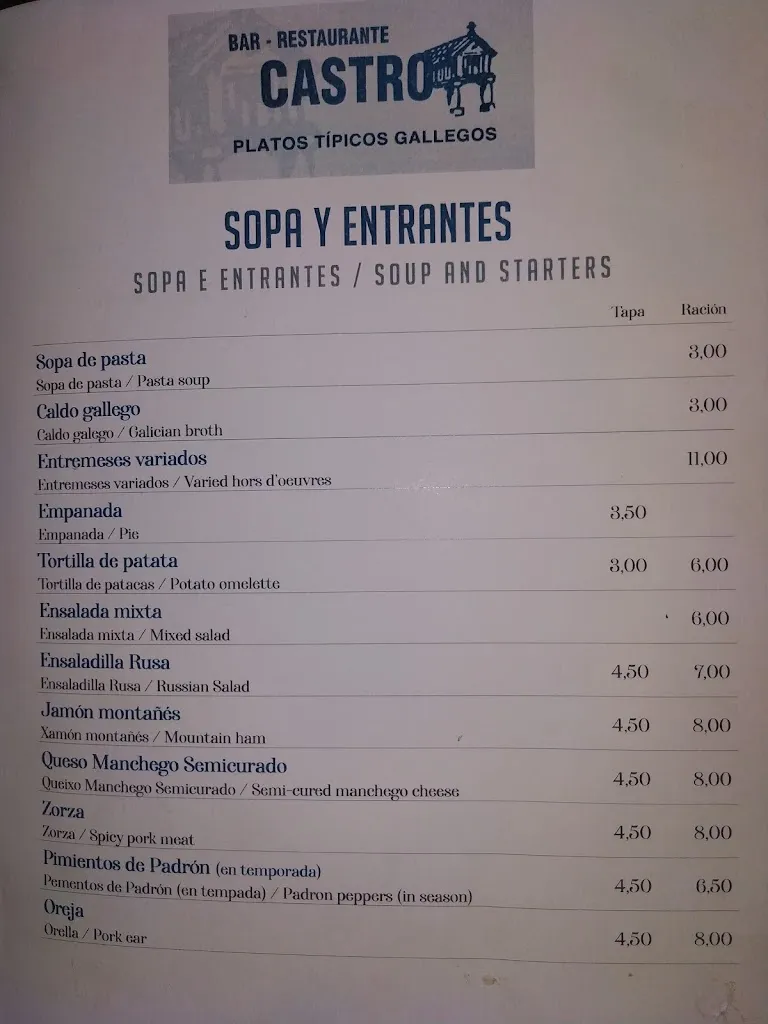 BAR - RESTAURANTE
CASTRO
PLATOS TÍPICOS GALLEGOS
SOPA Y ENTRANTES
SOPA E ENTRANTES / SOUP AND STARTERS
Tapa Ración
Sopa de pasta 3,00
Sopa de pasta / Pasta soup
Caldo gallego 3,00
Caldo galego / Galician broth
Entremeses variados 11,00
Entremeses variados / Varied hors d'oeuvres
Empanada 3,50
Empanada / Pie
Tortilla de patata 3,00 6,00
Tortilla de patacas / Potato omelette
Ensalada mixta 6,00
Ensalada mixta / Mixed salad
Ensaladilla Rusa 4,50 7,00
Ensaladilla Rusa / Russian Salad
Jamón montañés 4,50 8,00
Xamón montañés / Mountain ham
Queso Manchego Semicurado 4,50 8,00
Queixo Manchego Semicurado / Semi-cured manchego cheese
Zorza 4,50 8,00
Zorza / Spicy pork meat
Pimientos de Padrón (en temporada) 4,50 6,50
Pementos de Padrón (en tempada) / Padron peppers (in season)
Oreja 4,50 8,00
Orella / Pork ear